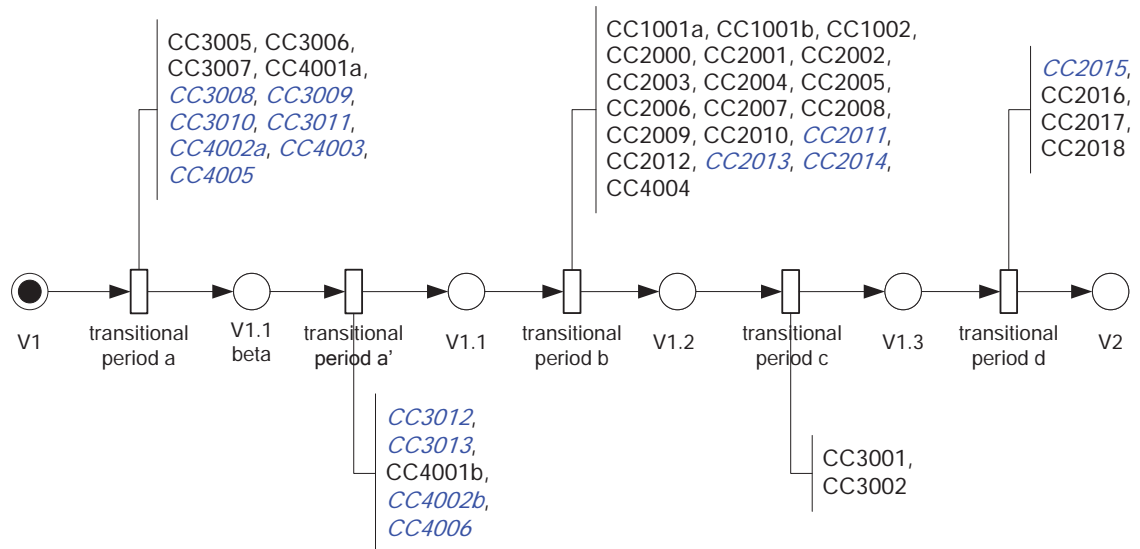 CC3005, CC3006,
CC3007, CC4001a,
CC3008, CC3009,
CC3010, CC3011,
CC4002a, CC4003,
CC4005
CC1001a, CC1001b, CC1002,
CC2000, CC2001, CC2002,
CC2003, CC2004, CC2005,
CC2006, CC2007, CC2008,
CC2009, CC2010, CC2011,
CC2012, CC2013, CC2014,
CC4004
CC2015,
CC2016,
CC2017,
CC2018
V1
transitional
period a
V1.1
beta
transitional
period a'
V1.1
transitional
period b
V1.2
transitional
period c
V1.3
transitional
period d
V2
CC3012,
CC3013,
CC4001b,
CC4002b,
CC4006
CC3001,
CC3002